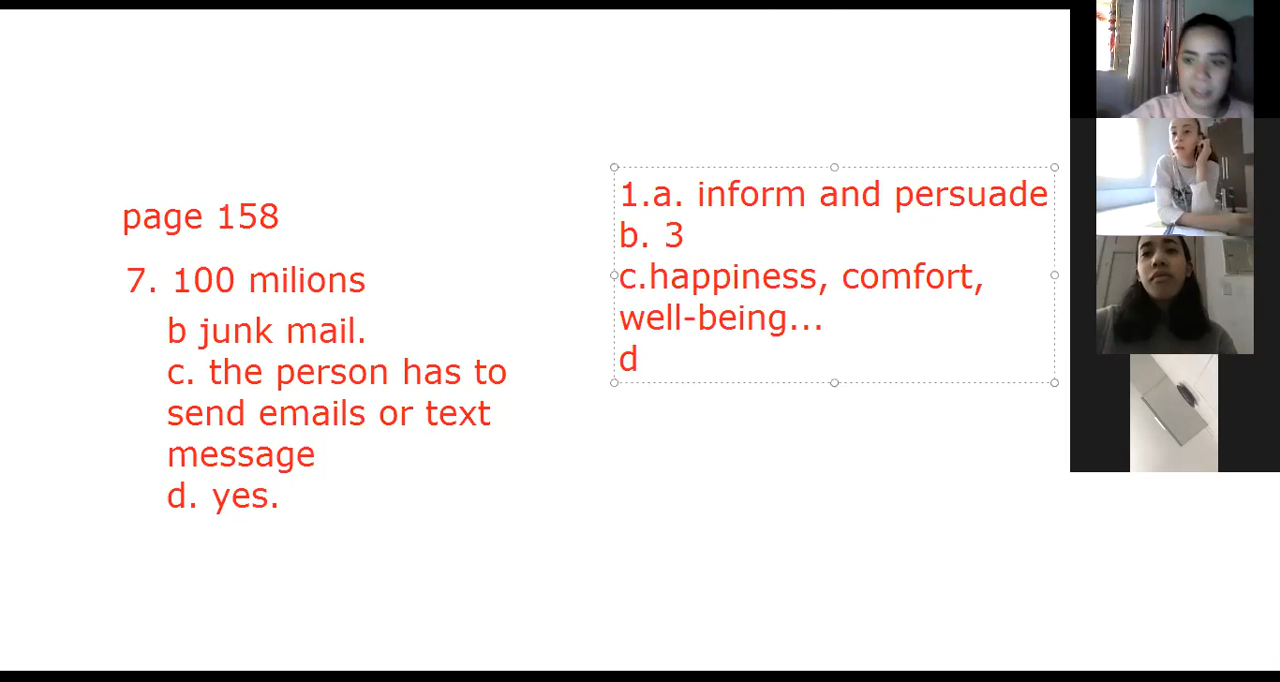 page 158
7. 100 milions
b junk mail.
c. the person has to
send emails or text
message
d. yes.
1.a. inform and persuade
b. 3
c.happiness, comfort,
well-being...
d